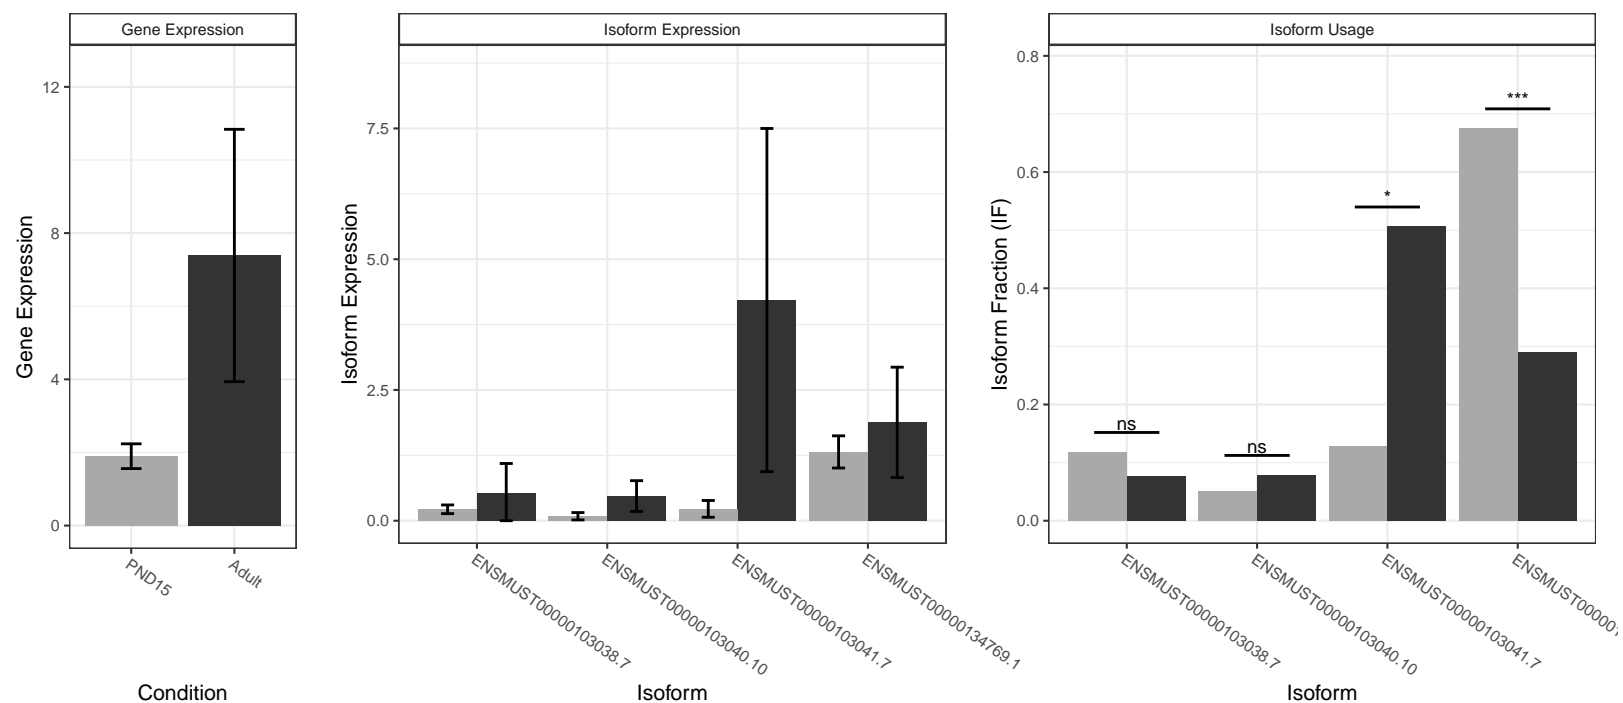 Gene Expression
Isoform Expression
Isoform Usage
Gene Expression
12
8
4
0
PND15
Adult
Condition
Isoform Expression
7.5
5.0
2.5
0.0
ENSMUST00000103038.7
ENSMUST00000103040.10
ENSMUST00000103041.7
ENSMUST00000134769.1
Isoform
Isoform Fraction (IF)
0.8
0.6
0.4
0.2
0.0
ns
ns
*
***
ENSMUST00000103038.7
ENSMUST00000103040.10
ENSMUST00000103041.7
Isoform